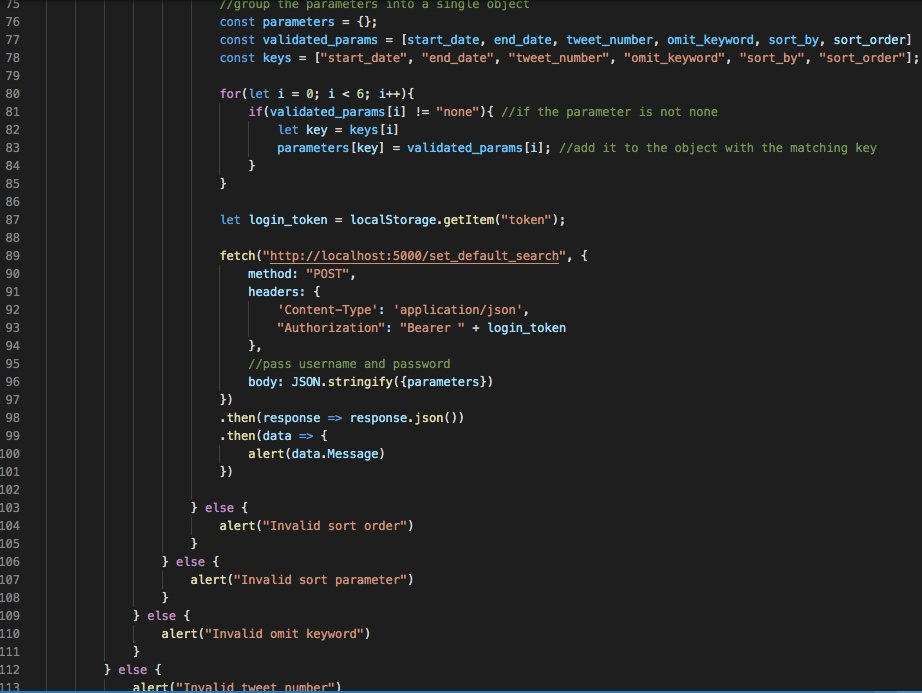 75 //group the parameters into a single object
76 const parameters = {};
77 const validated_params = [start_date, end_date, tweet_number, omit_keyword, sort_by, sort_order]
78 const keys = ["start_date", "end_date", "tweet_number", "omit_keyword", "sort_by", "sort_order"];
79
80 for(let i = 0; i < 6; i++){
81 if(validated_params[i] != "none"){ //if the parameter is not none
82 let key = keys[i]
83 parameters[key] = validated_params[i]; //add it to the object with the matching key
84 }
85 }
86
87 let login_token = localStorage.getItem("token");
88
89 fetch("http://localhost:5000/set_default_search", {
90 method: "POST",
91 headers: {
92 'Content-Type': 'application/json',
93 "Authorization": "Bearer " + login_token
94 },
95 //pass username and password
96 body: JSON.stringify({parameters})
97 })
98 .then(response => response.json())
99 .then(data => {
100 alert(data.Message)
101 })
102
103 } else {
104 alert("Invalid sort order")
105 }
106 } else {
107 alert("Invalid sort parameter")
108 }
109 } else {
110 alert("Invalid omit keyword")
111 }
112 } else {
113 alert("Invalid tweet number")